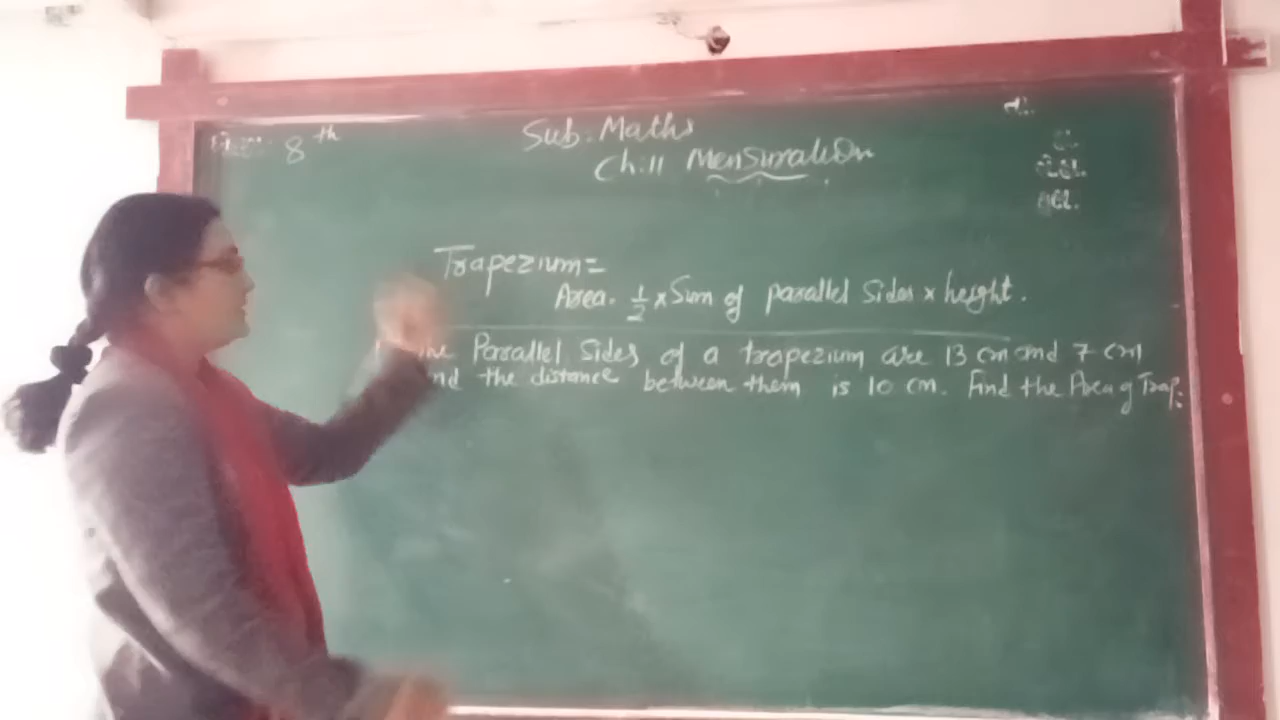 8th
Sub: Maths
Ch: 11 Mensuration
Trapezium =
Area = 1/2 x Sum of parallel Sides x height.
Parallel Sides of a trapezium are 13 cm and 7 cm
the distance between them is 10 cm. Find the Area of Trap: